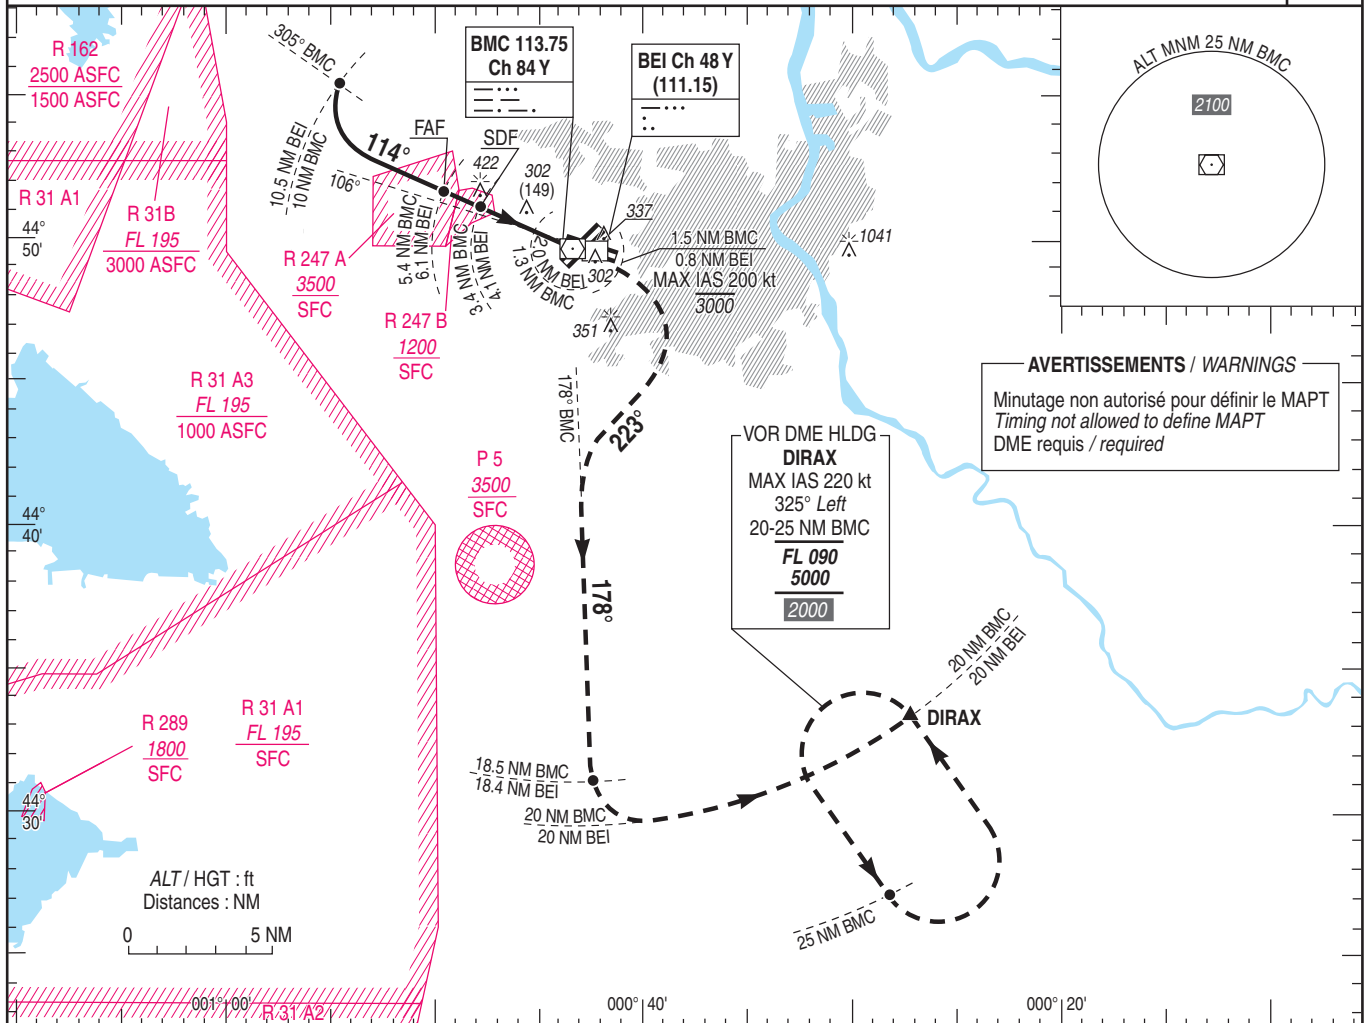 R 162
2500 ASFC
1500 ASFC
305° BMC
BMC 113.75
Ch 84 Y
BEI Ch 48 Y
(111.15)
ALT MNM 25 NM BMC
2100
114°
FAF
SDF
422
302
(149)
106°
10.5 NM BEI
10 NM BMC
R 31 A1
R 31B
FL 195
3000 ASFC
44°
50'
R 247 A
3500
SFC
5.4 NM BMC
6.1 NM BEI
3.4 NM BMC
4.1 NM BEI
2.0 NM BEI
1.3 NM BMC
337
302
1.5 NM BMC
0.8 NM BEI
MAX IAS 200 kt
3000
1041
R 247 B
1200
SFC
351
AVERTISSEMENTS / WARNINGS
Minutage non autorisé pour définir le MAPT
Timing not allowed to define MAPT
DME requis / required
R 31 A3
FL 195
1000 ASFC
178° BMC
223°
VOR DME HLDG
DIRAX
MAX IAS 220 kt
325° Left
20-25 NM BMC
FL 090
5000
2000
P 5
3500
SFC
44°
40'
178°
20 NM BMC
20 NM BEI
DIRAX
R 289
1800
SFC
R 31 A1
FL 195
SFC
18.5 NM BMC
18.4 NM BEI
20 NM BMC
20 NM BEI
44°
30'
ALT / HGT : ft
Distances : NM
0 5 NM
25 NM BMC
001° 00'
R 31 A2
000° 40'
000° 20'